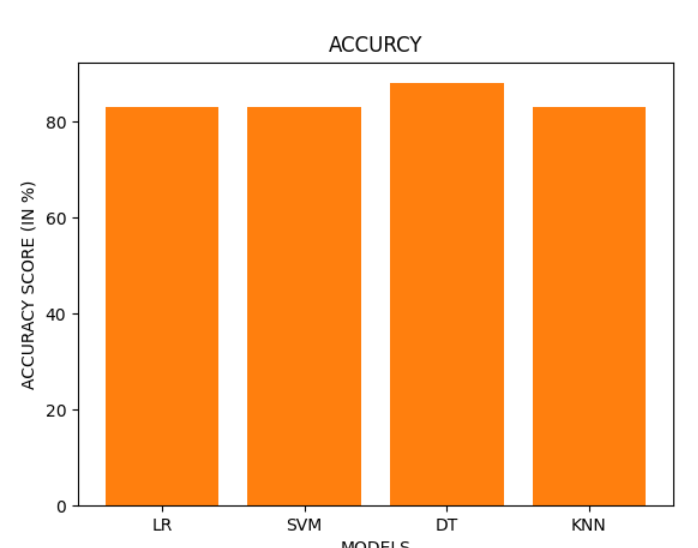 ACCURCY
ACCURACY SCORE (IN %)
80
60
40
20
0
LR SVM DT KNN
MODELS